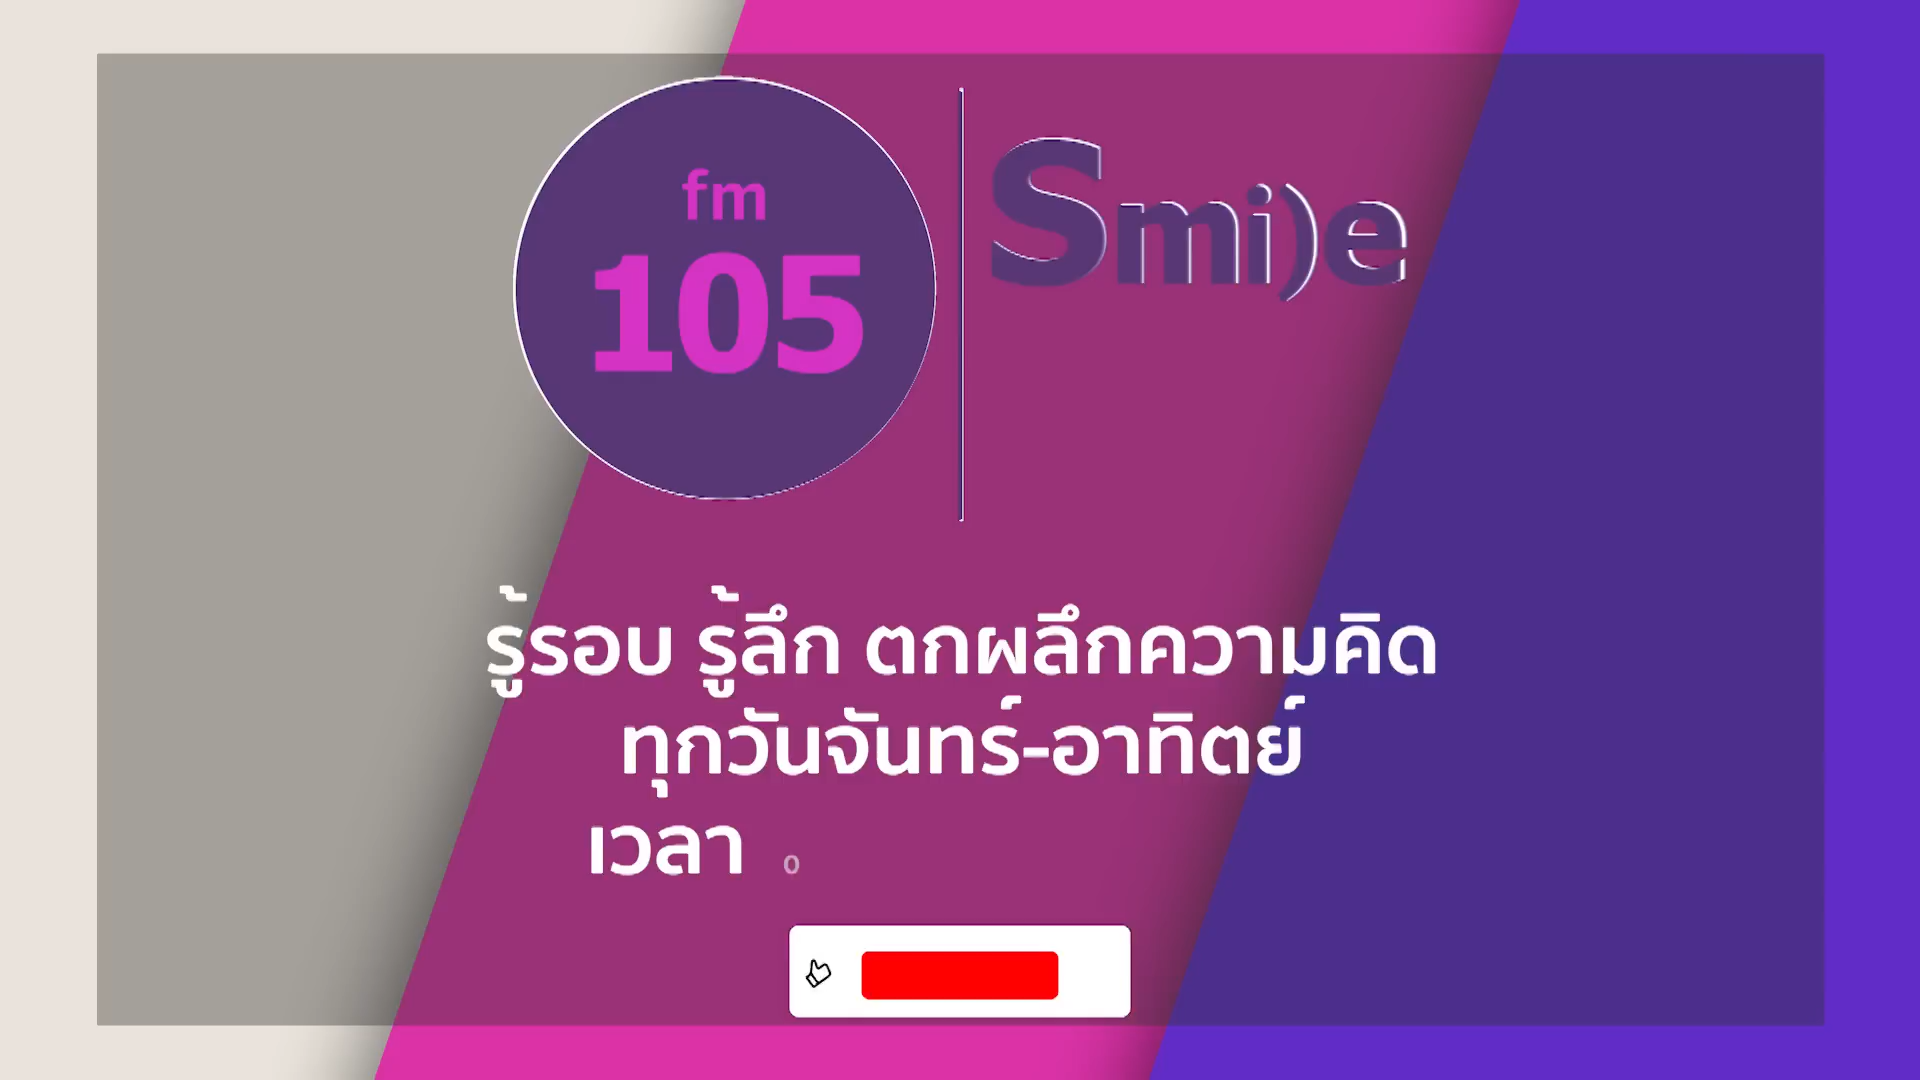 fm
105
Smi)e
รู้รอบ รู้ลึก ตกผลึกความคิด
ทุกวันจันทร์-อาทิตย์
เวลา 0